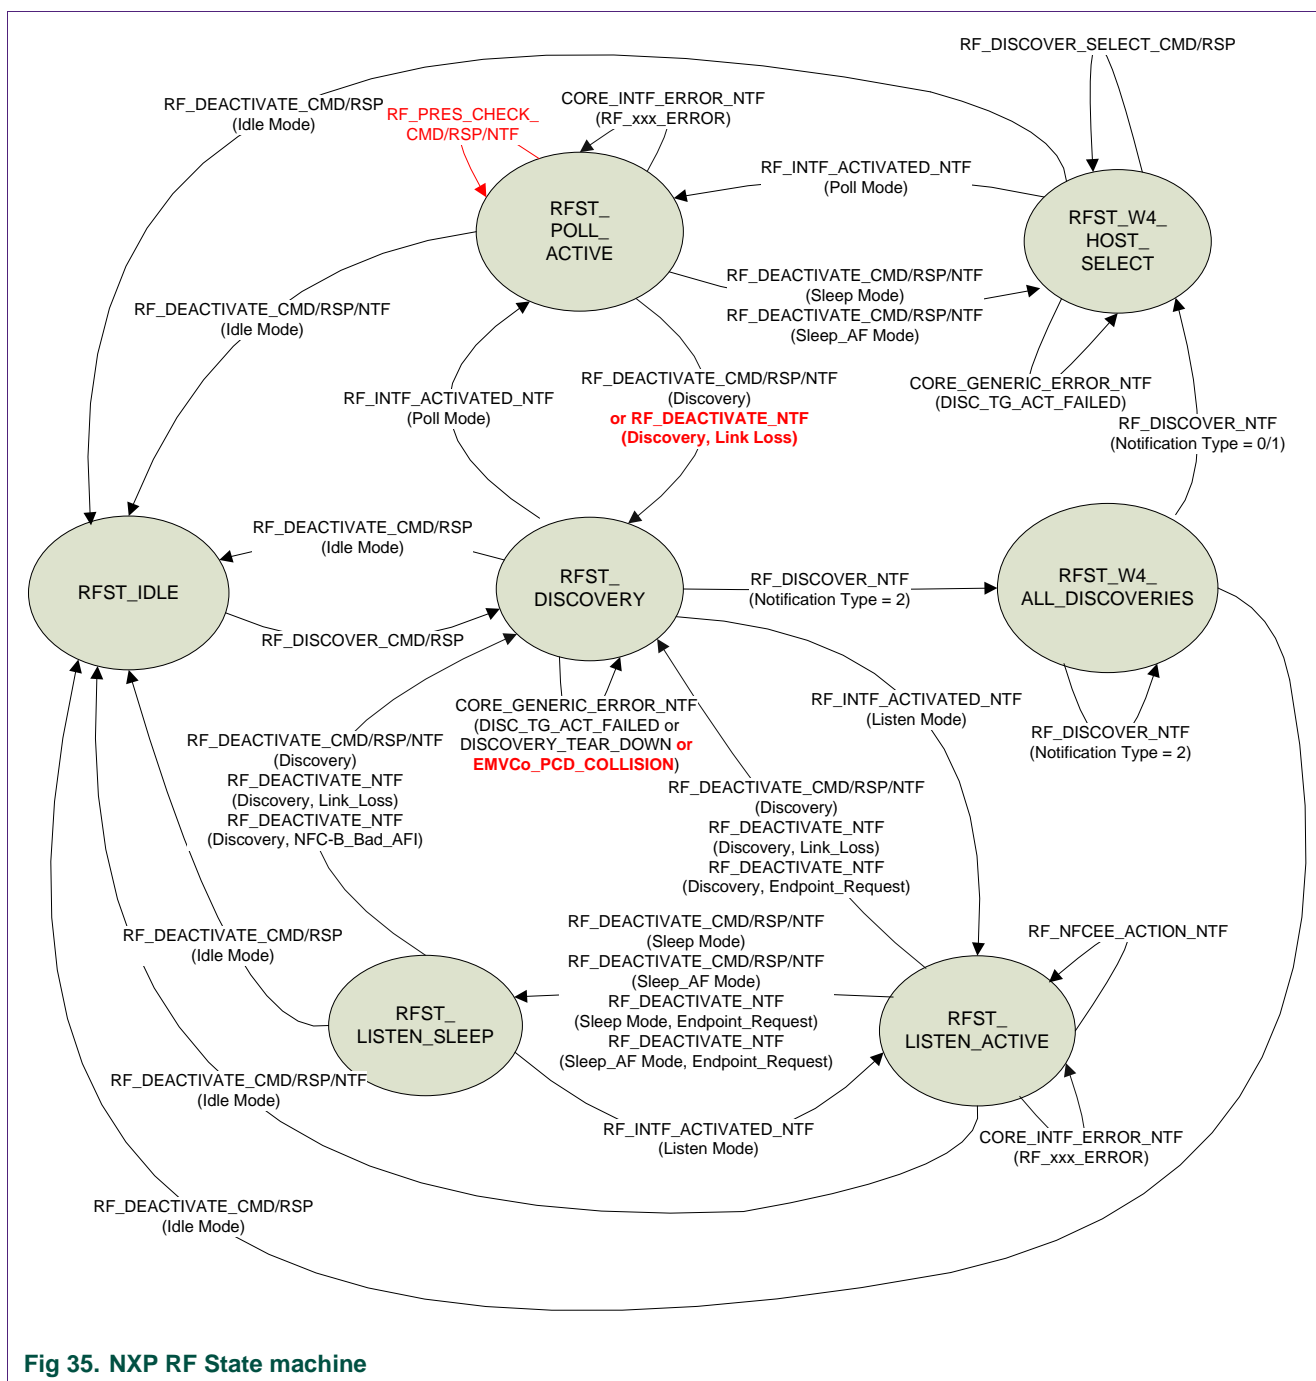 RF_DISCOVER_SELECT_CMD/RSP
RF_DEACTIVATE_CMD/RSP
(Idle Mode)
RF_PRES_CHECK_
CMD/RSP/NTF
CORE_INTF_ERROR_NTF
(RF_xxx_ERROR)
RF_INTF_ACTIVATED_NTF
(Poll Mode)
RFST_
POLL_
ACTIVE
RFST_W4_
HOST_
SELECT
RF_DEACTIVATE_CMD/RSP/NTF
(Sleep Mode)
RF_DEACTIVATE_CMD/RSP/NTF
(Sleep_AF Mode)
RF_DEACTIVATE_CMD/RSP/NTF
(Idle Mode)
RF_INTF_ACTIVATED_NTF
(Poll Mode)
RF_DEACTIVATE_CMD/RSP/NTF
(Discovery)
or RF_DEACTIVATE_NTF
(Discovery, Link Loss)
CORE_GENERIC_ERROR_NTF
(DISC_TG_ACT_FAILED)
RF_DISCOVER_NTF
(Notification Type = 0/1)
RF_DEACTIVATE_CMD/RSP
(Idle Mode)
RFST_IDLE
RFST_
DISCOVERY
RF_DISCOVER_NTF
(Notification Type = 2)
RFST_W4_
ALL_DISCOVERIES
RF_DISCOVER_CMD/RSP
CORE_GENERIC_ERROR_NTF
(DISC_TG_ACT_FAILED or
DISCOVERY_TEAR_DOWN or
EMVCo_PCD_COLLISION)
RF_INTF_ACTIVATED_NTF
(Listen Mode)
RF_DISCOVER_NTF
(Notification Type = 2)
RF_DEACTIVATE_CMD/RSP/NTF
(Discovery)
RF_DEACTIVATE_NTF
(Discovery, Link_Loss)
RF_DEACTIVATE_NTF
(Discovery, NFC-B_Bad_AFI)
RF_DEACTIVATE_CMD/RSP/NTF
(Discovery)
RF_DEACTIVATE_NTF
(Discovery, Link_Loss)
RF_DEACTIVATE_NTF
(Discovery, Endpoint_Request)
RF_DEACTIVATE_CMD/RSP
(Idle Mode)
RF_DEACTIVATE_CMD/RSP/NTF
(Sleep Mode)
RF_DEACTIVATE_CMD/RSP/NTF
(Sleep_AF Mode)
RF_DEACTIVATE_NTF
(Sleep Mode, Endpoint_Request)
RF_DEACTIVATE_NTF
(Sleep_AF Mode, Endpoint_Request)
RF_NFCEE_ACTION_NTF
RFST_
LISTEN_SLEEP
RFST_
LISTEN_ACTIVE
RF_DEACTIVATE_CMD/RSP/NTF
(Idle Mode)
RF_INTF_ACTIVATED_NTF
(Listen Mode)
CORE_INTF_ERROR_NTF
(RF_xxx_ERROR)
RF_DEACTIVATE_CMD/RSP
(Idle Mode)
Fig 35. NXP RF State machine